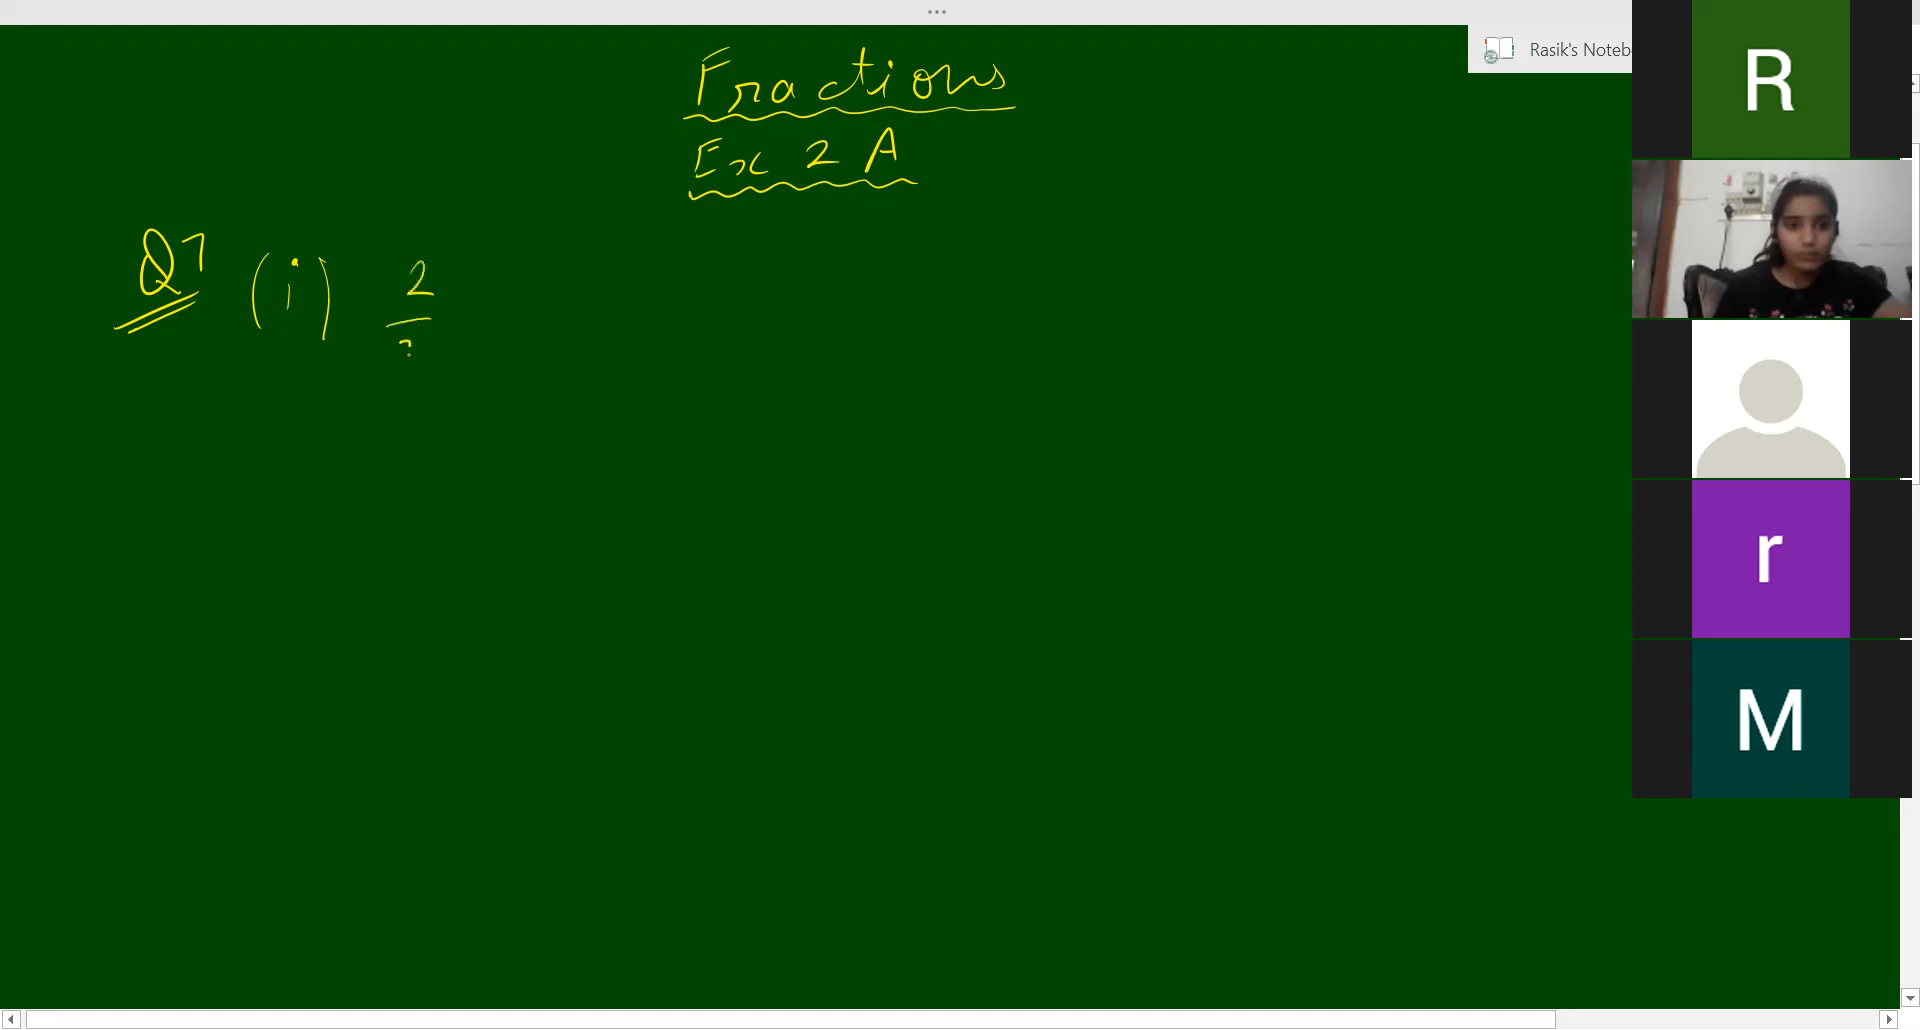 Fractions
Ex 2 A
Q7 (i) 2
Rasik's Noteb
R
r
M